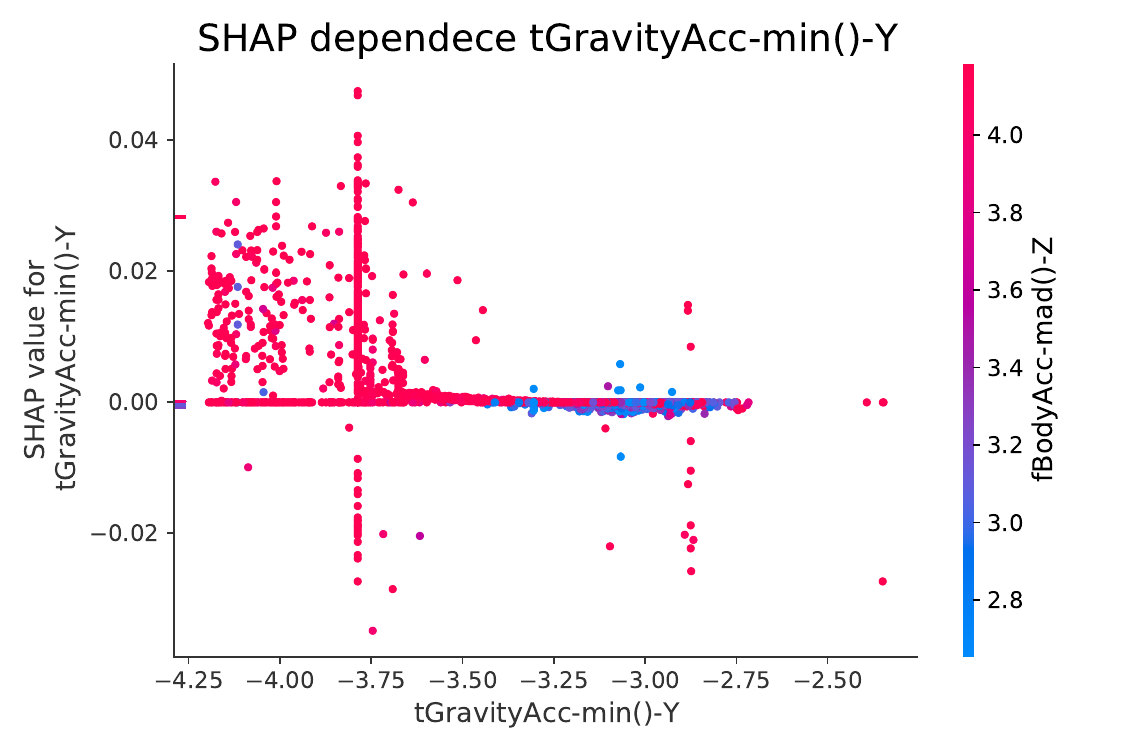 SHAP dependece tGravityAcc-min()-Y
SHAP value for
tGravityAcc-min()-Y
0.04
0.02
0.00
−0.02
−4.25 −4.00 −3.75 −3.50 −3.25 −3.00 −2.75 −2.50
tGravityAcc-min()-Y
4.0
3.8
3.6
3.4
3.2
3.0
2.8
fBodyAcc-mad()-Z